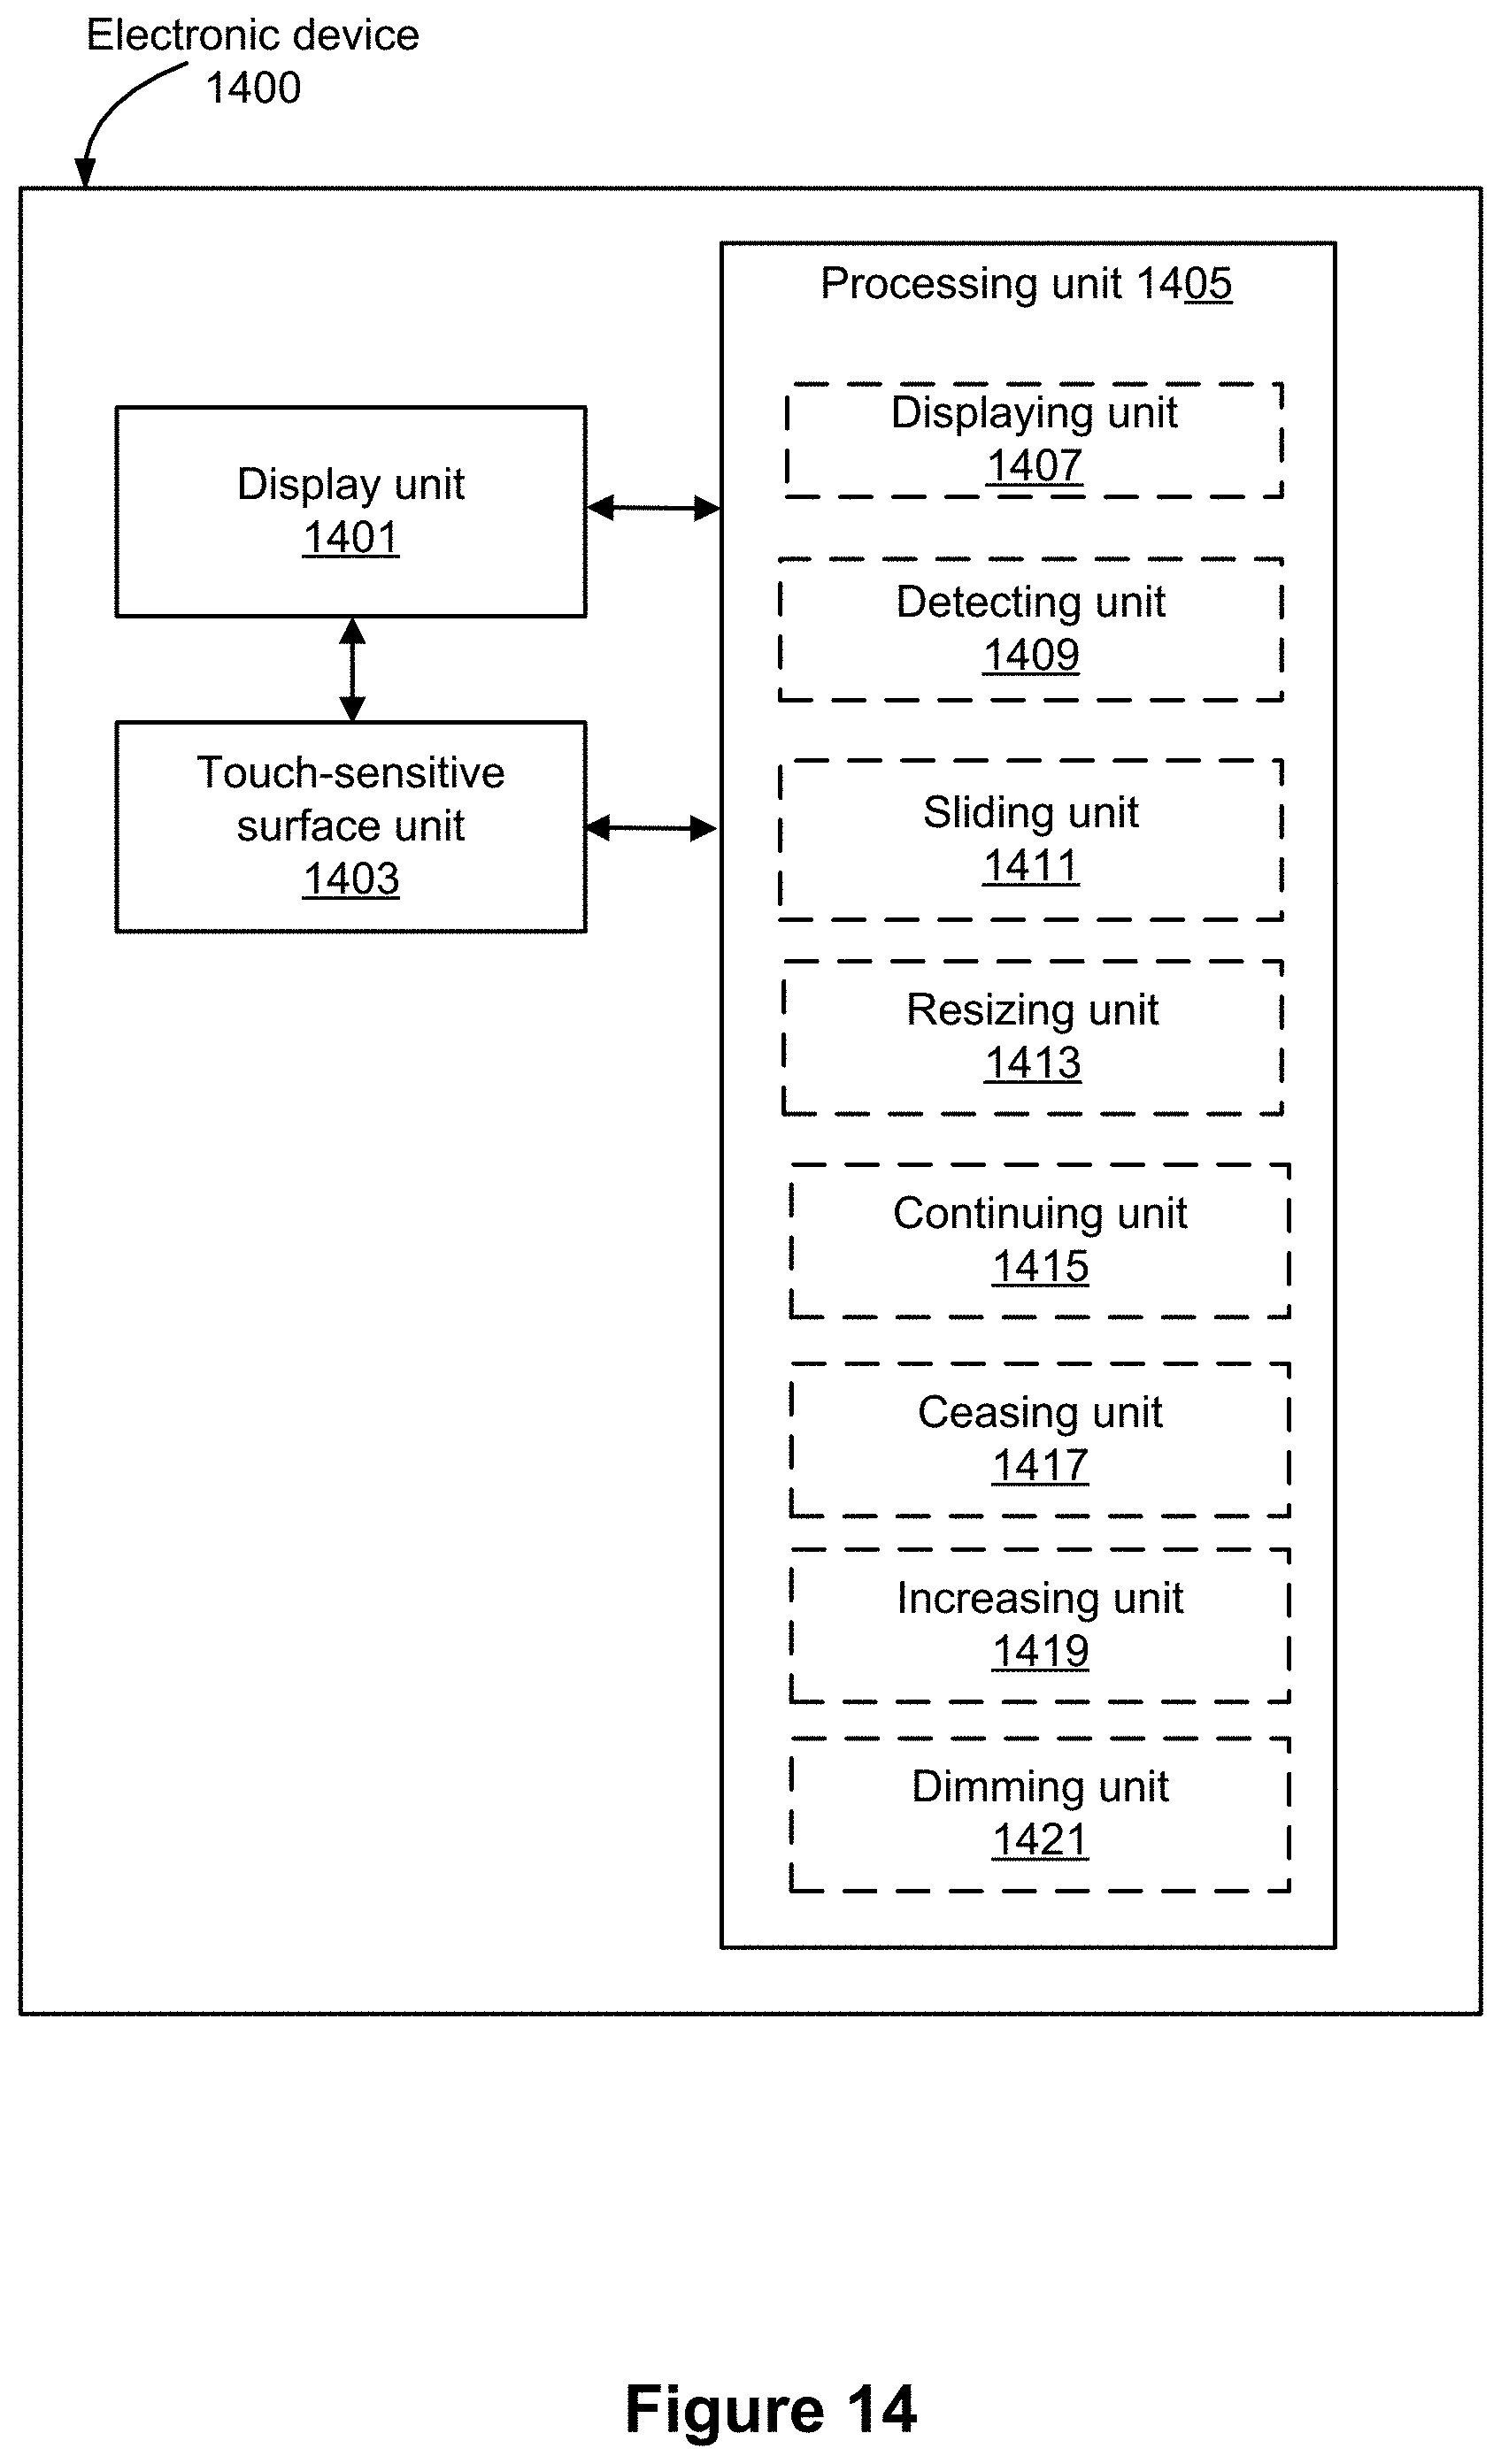 Electronic device
1400
Processing unit 1405
Displaying unit
1407
Display unit
1401
Detecting unit
1409
Touch-sensitive
surface unit
1403
Sliding unit
1411
Resizing unit
1413
Continuing unit
1415
Ceasing unit
1417
Increasing unit
1419
Dimming unit
1421
Figure 14